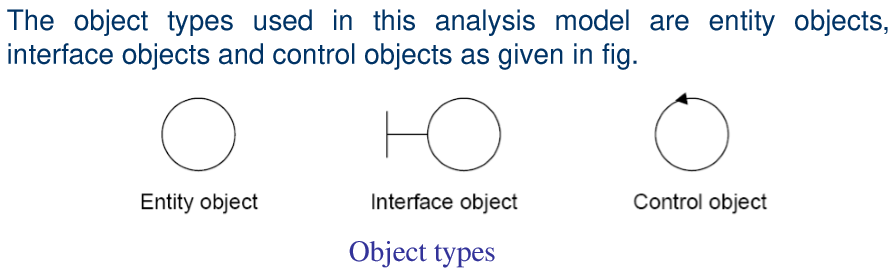 The object types used in this analysis model are entity objects,
interface objects and control objects as given in fig.
Entity object Interface object Control object
Object types